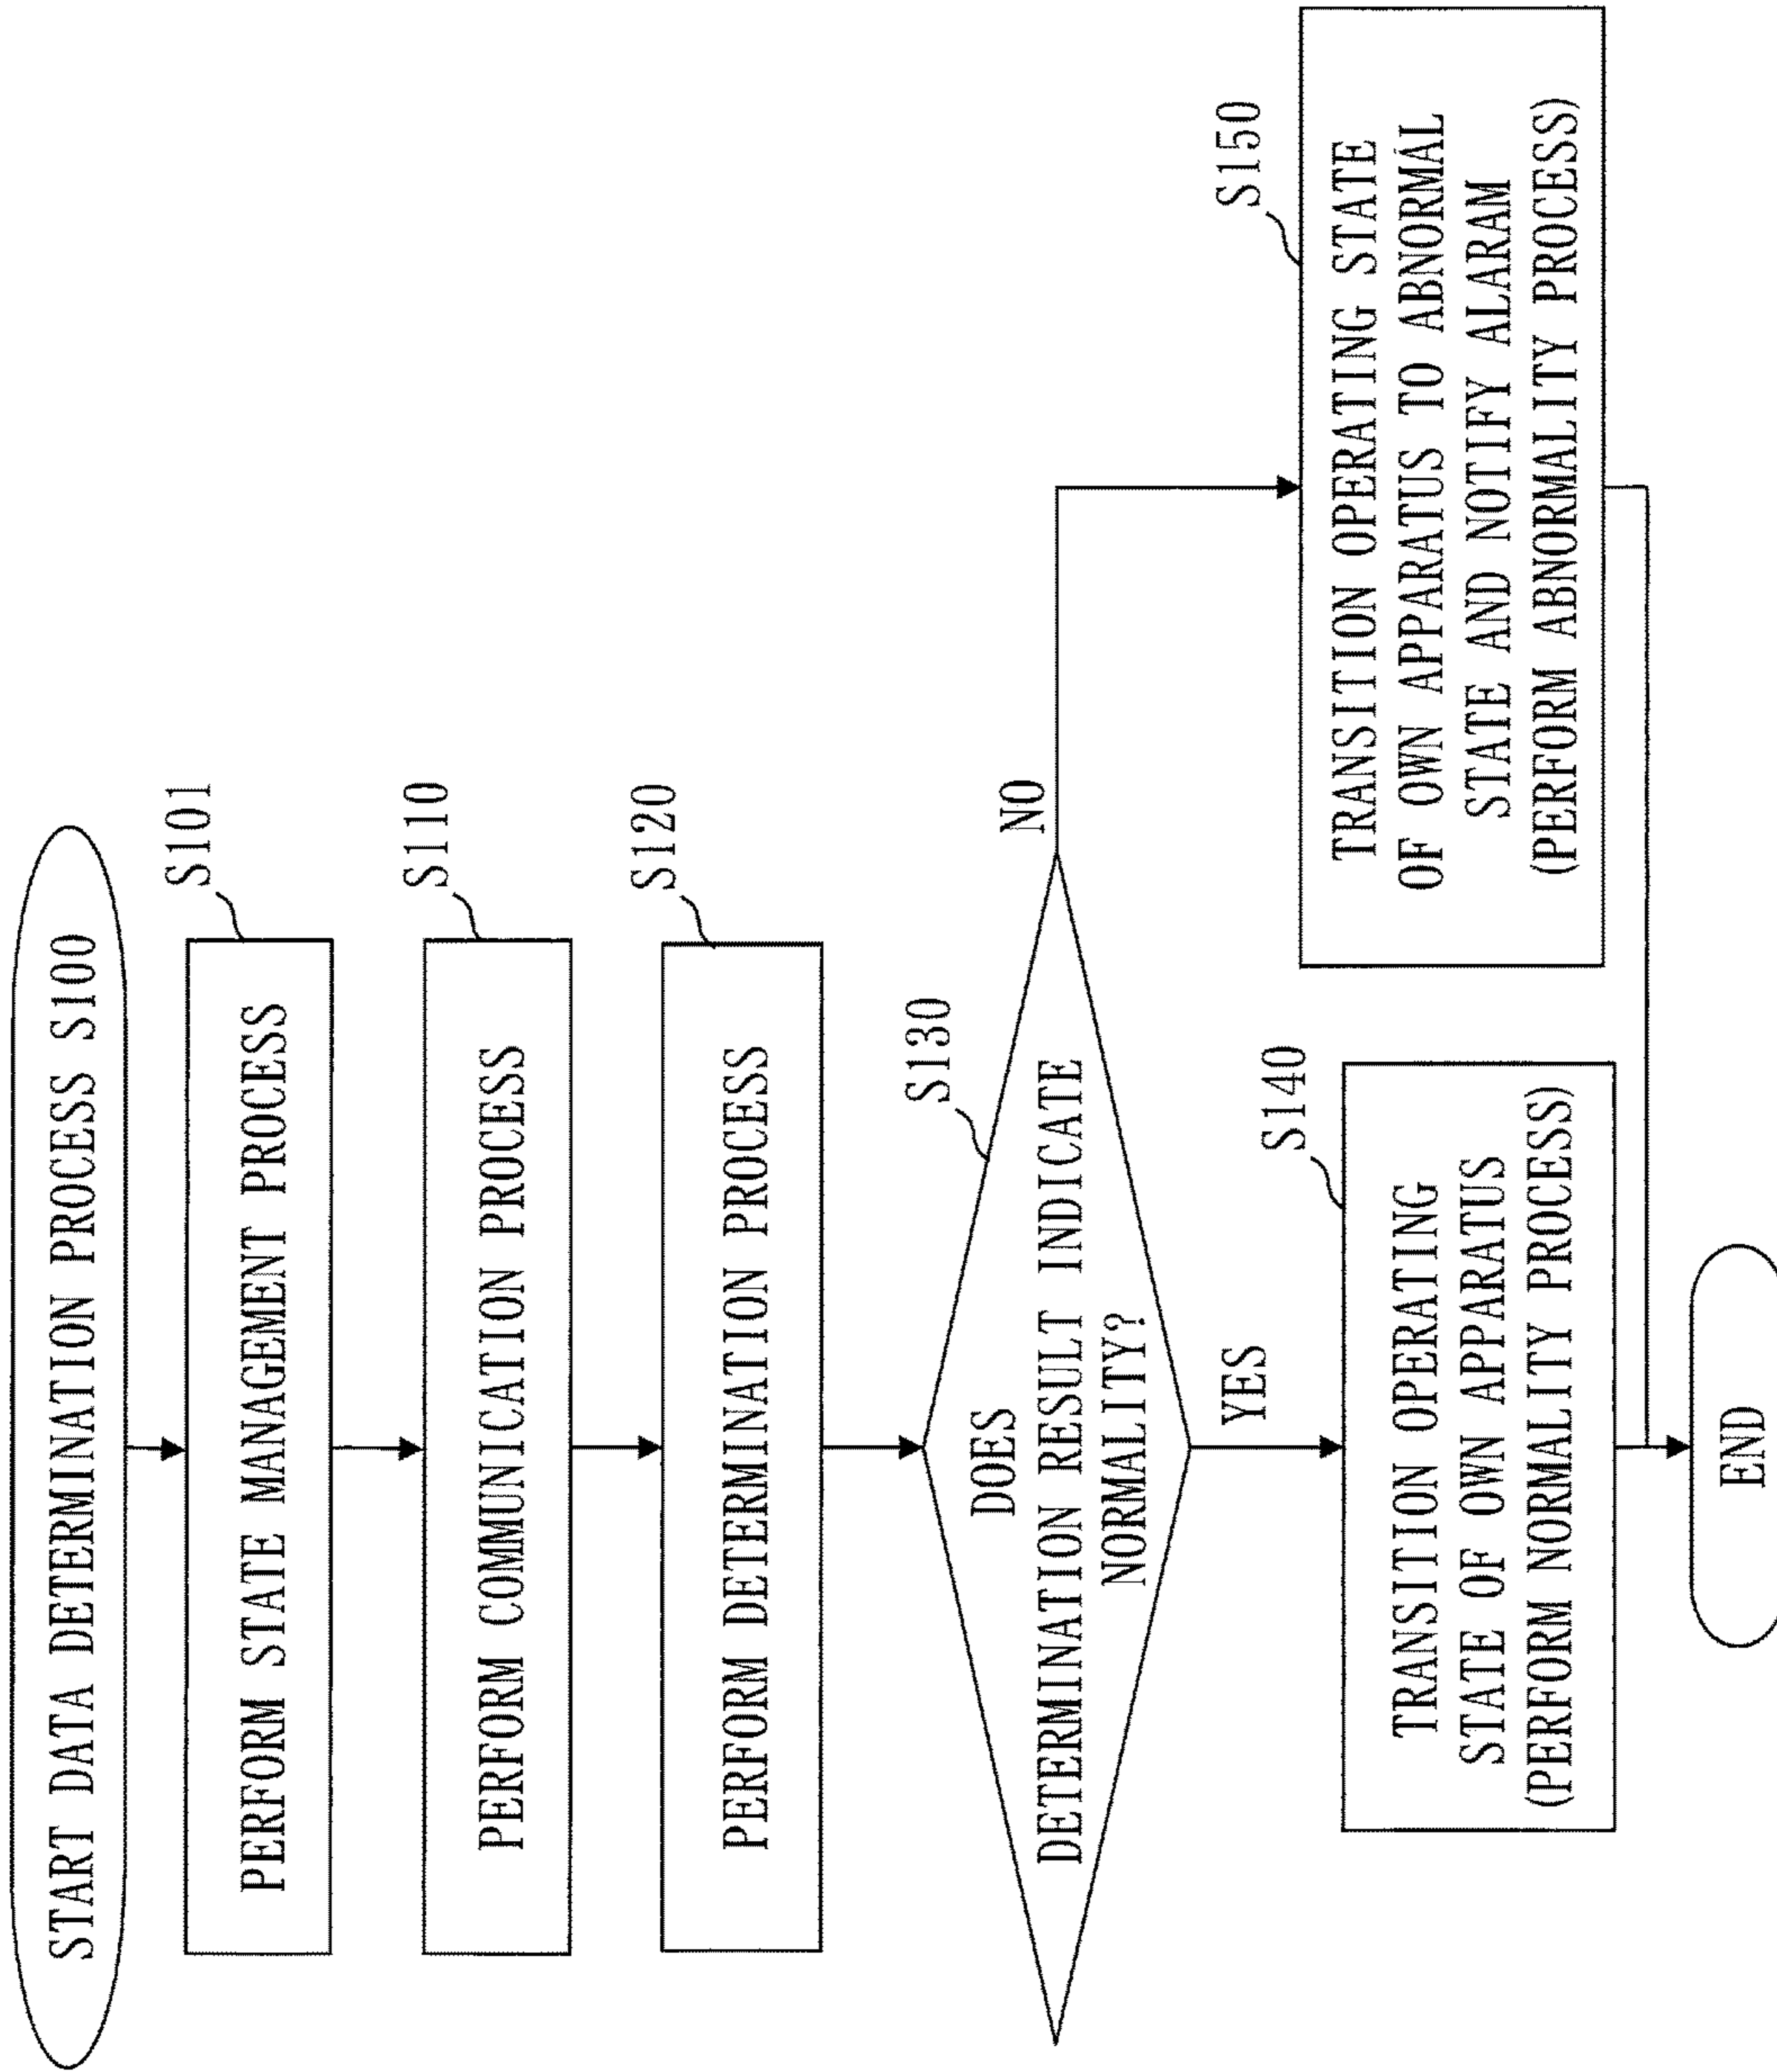 START DATA DETERMINATION PROCESS S100
S101
PERFORM STATE MANAGEMENT PROCESS
S110
PERFORM COMMUNICATION PROCESS
S120
PERFORM DETERMINATION PROCESS
S130
DOES
DETERMINATION RESULT INDICATE
NORMALITY?
NO
YES
S140
TRANSITION OPERATING
STATE OF OWN APPARATUS
(PERFORM NORMALITY PROCESS)
S150
TRANSITION OPERATING STATE
OF OWN APPARATUS TO ABNORMAL
STATE AND NOTIFY ALARAM
(PERFORM ABNORMALITY PROCESS)
END